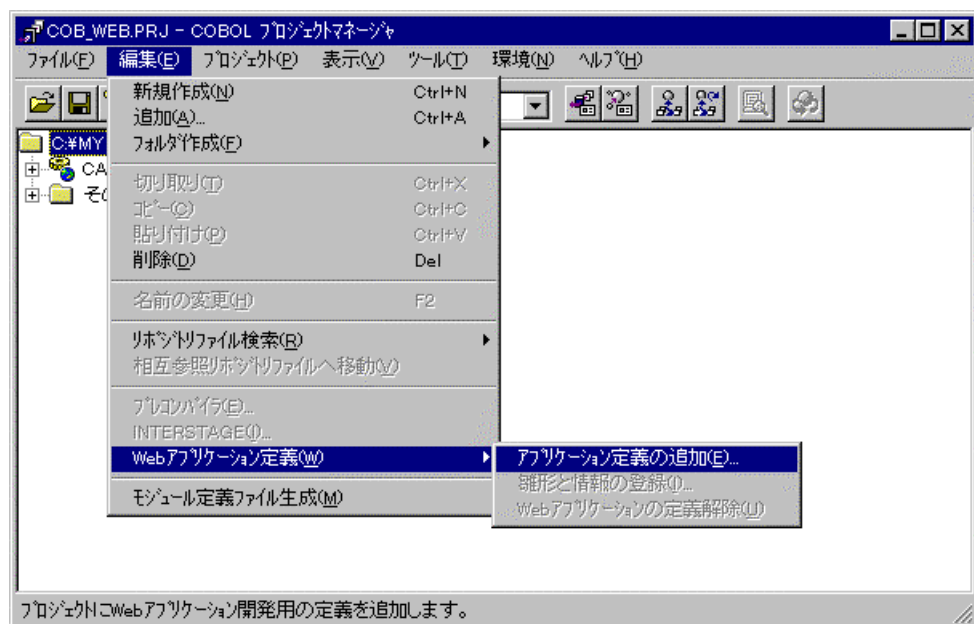 COB_WEB.PRJ - COBOL ﾌﾟﾛｼﾞｪｸﾄﾏﾈｰｼﾞｬ
ﾌｧｲﾙ(F) 編集(E) ﾌﾟﾛｼﾞｪｸﾄ(P) 表示(V) ﾂｰﾙ(T) 環境(N) ﾍﾙﾌﾟ(H)
新規作成(N) Ctrl+N
追加(A)... Ctrl+A
ﾌｫﾙﾀﾞ作成(F)
切り取り(T) Ctrl+X
ｺﾋﾟｰ(C) Ctrl+C
貼り付け(P) Ctrl+V
削除(D) Del
名前の変更(H) F2
ﾘﾎﾟｼﾞﾄﾘﾌｧｲﾙ検索(R)
相互参照ﾘﾎﾟｼﾞﾄﾘﾌｧｲﾙへ移動(V)
ﾌﾟﾚｺﾝﾊﾟｲﾗ(E)...
INTERSTAGE(I)...
Webｱﾌﾟﾘｹｰｼｮﾝ定義(W)
ﾓｼﾞｭｰﾙ定義ﾌｧｲﾙ生成(M)
ｱﾌﾟﾘｹｰｼｮﾝ定義の追加(E)...
雛形と情報の登録(I)...
Webｱﾌﾟﾘｹｰｼｮﾝの定義解除(U)
C:¥MY
CA
その
ﾌﾟﾛｼﾞｪｸﾄにWebｱﾌﾟﾘｹｰｼｮﾝ開発用の定義を追加します。